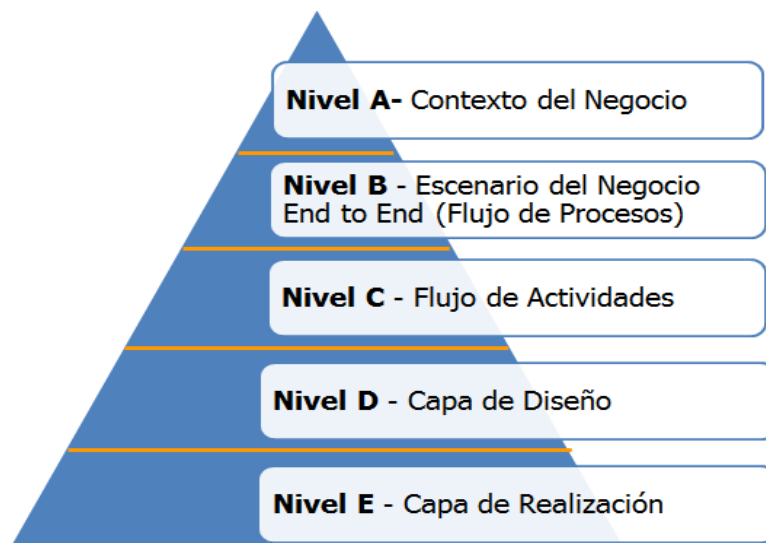 Nivel A- Contexto del Negocio
Nivel B - Escenario del Negocio
End to End (Flujo de Procesos)
Nivel C - Flujo de Actividades
Nivel D - Capa de Diseño
Nivel E - Capa de Realización